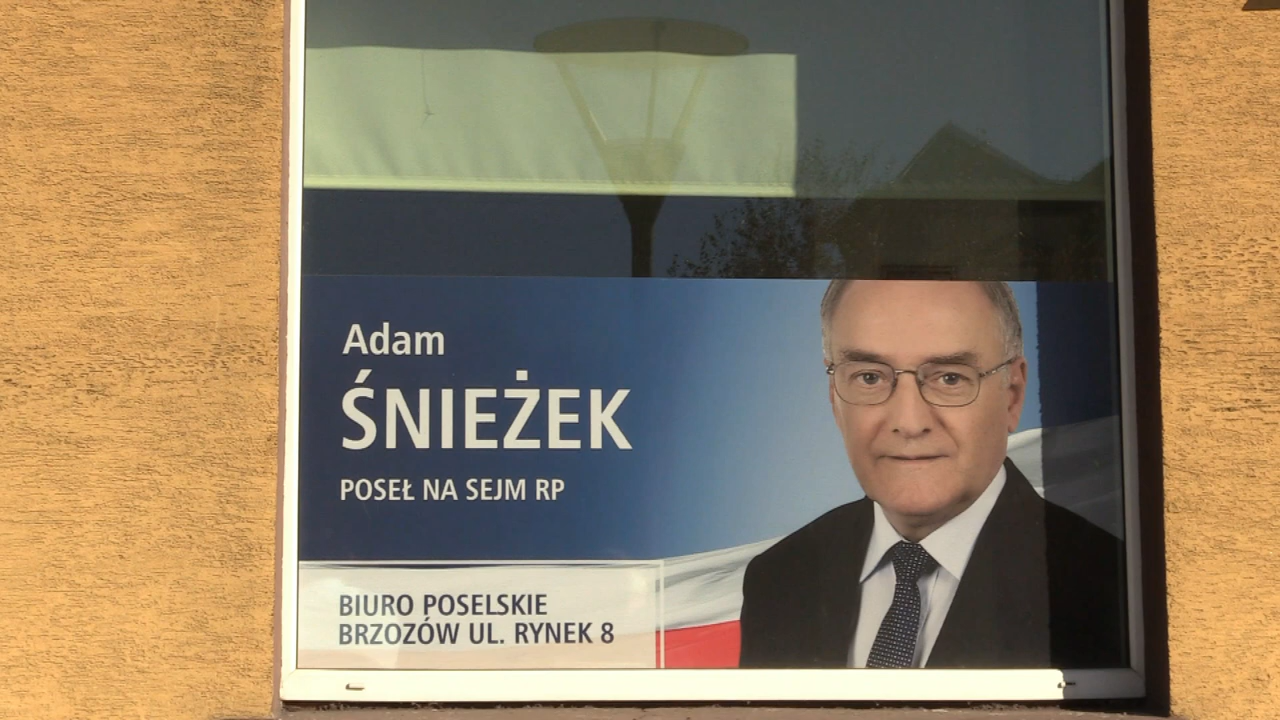 Adam
ŚNIEŻEK
POSEŁ NA SEJM RP
BIURO POSELSKIE
BRZOZÓW UL. RYNEK 8